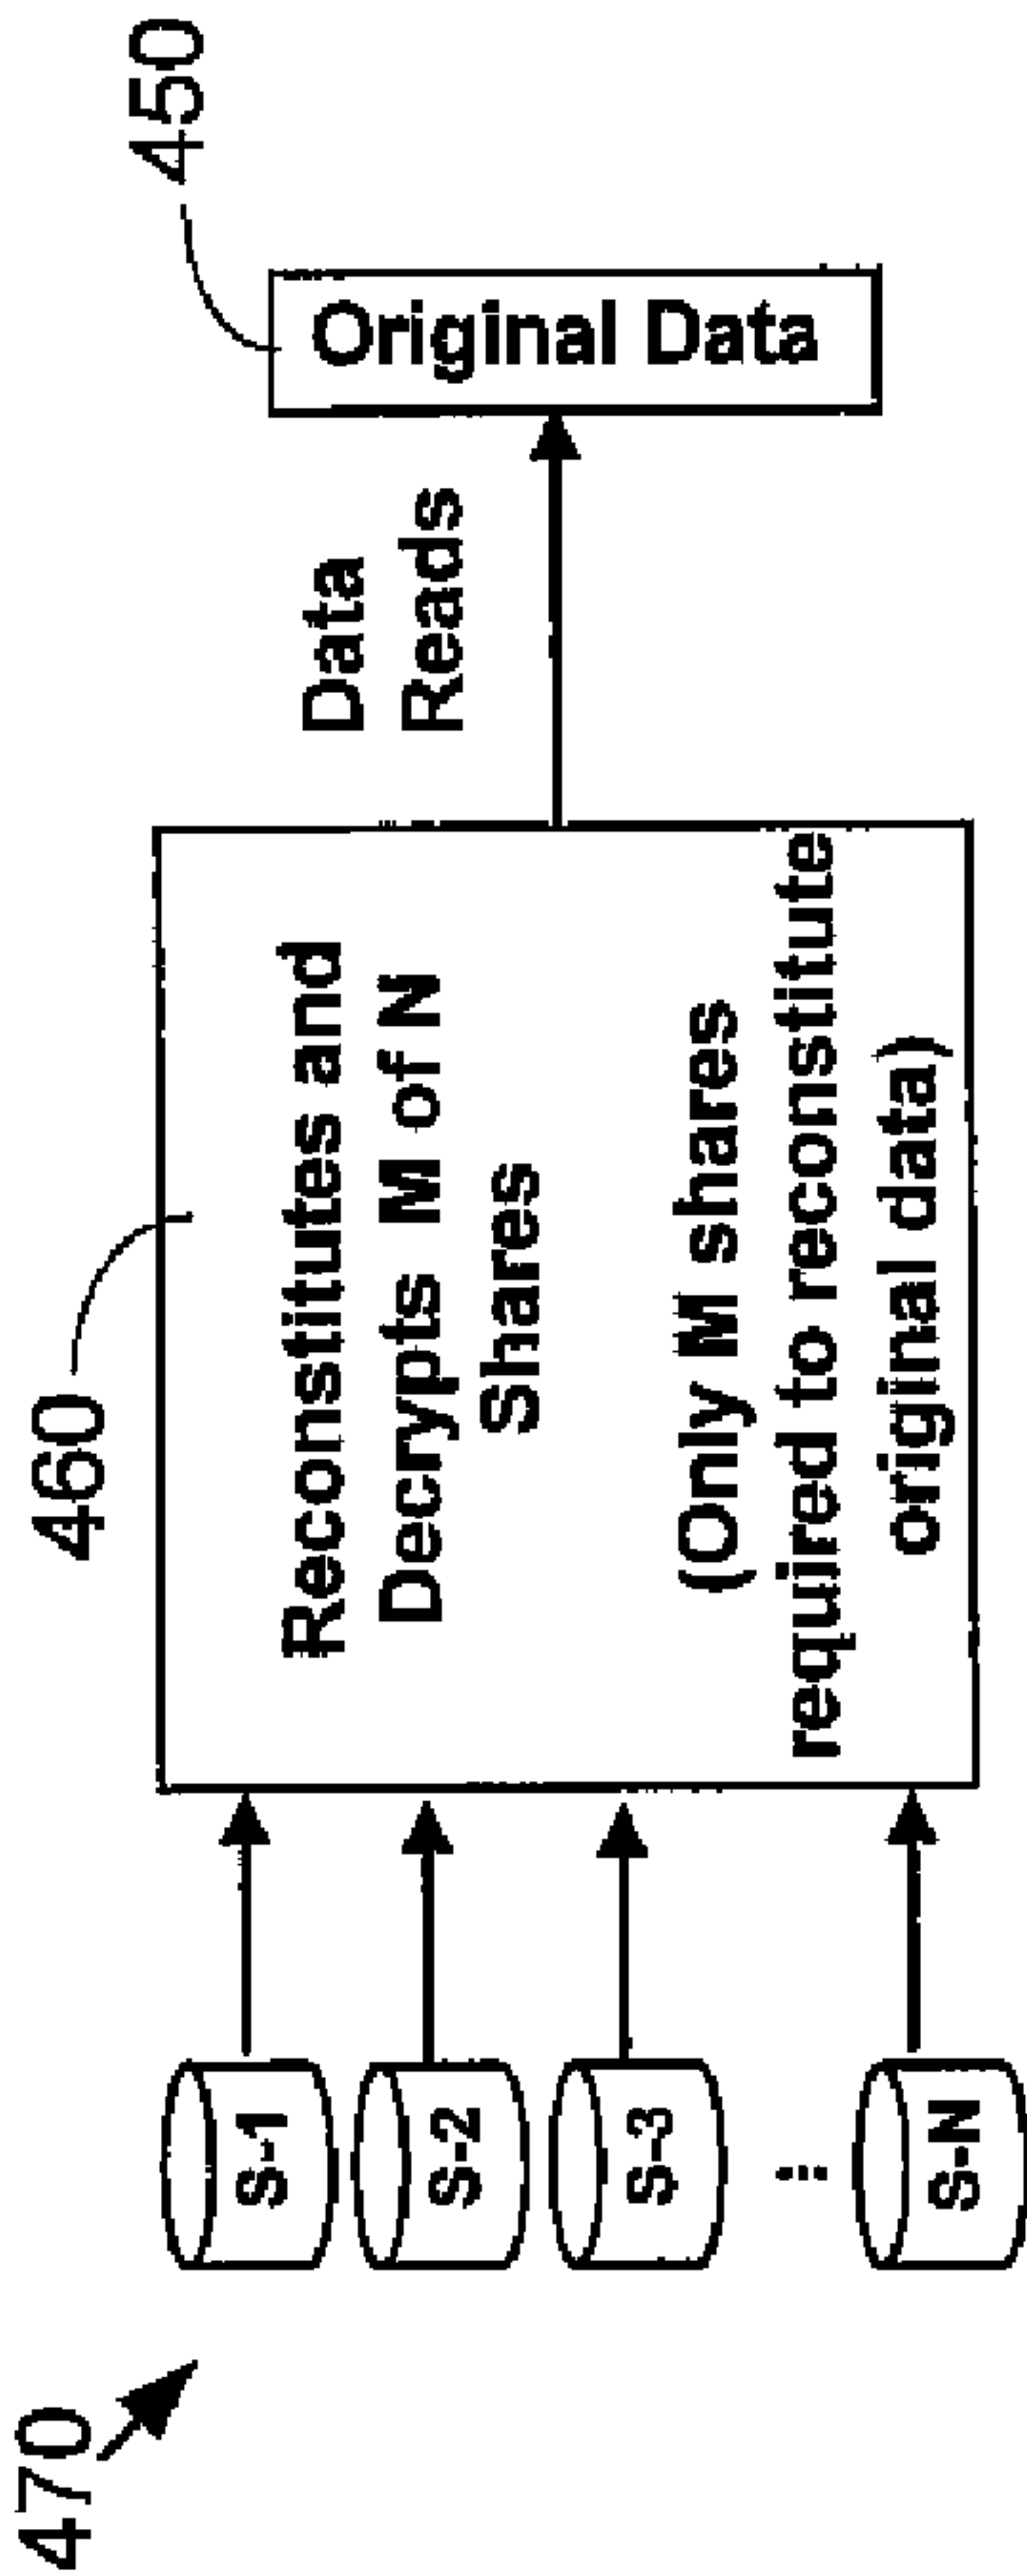 470
S-1
S-2
S-3
S-N
460
Reconstitutes and
Decrypts M of N
Shares
(Only M shares
required to reconstitute
original data)
Data
Reads
450
Original Data